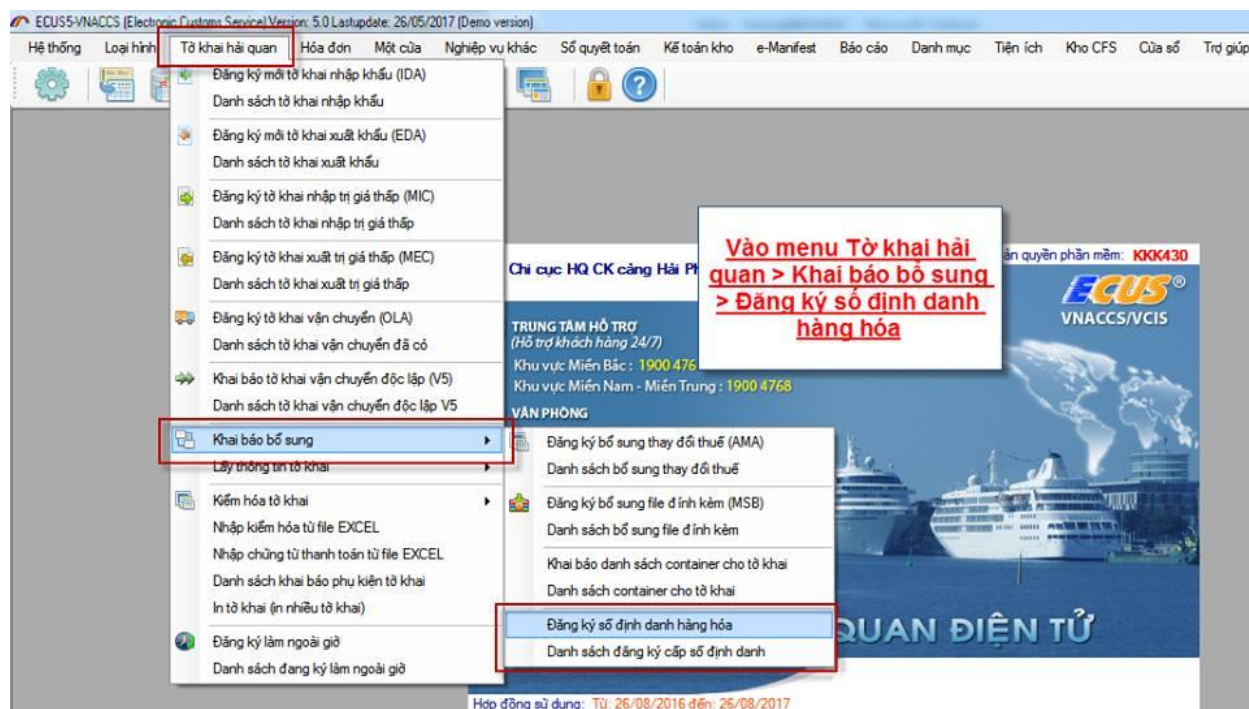 ECUS5-VNACCS (Electronic Customs Service) Version: 5.0 Lastupdate: 26/05/2017 (Demo version)
Hệ thống Loại hình Tờ khai hải quan Hóa đơn Một cửa Nghiệp vụ khác Sổ quyết toán Kế toán kho e-Manifest Báo cáo Danh mục Tiện ích Kho CFS Cửa sổ Trợ giúp
Đăng ký mới tờ khai nhập khẩu (IDA)
Danh sách tờ khai nhập khẩu
Đăng ký mới tờ khai xuất khẩu (EDA)
Danh sách tờ khai xuất khẩu
Đăng ký tờ khai nhập trị giá thấp (MIC)
Danh sách tờ khai nhập trị giá thấp
Đăng ký tờ khai xuất trị giá thấp (MEC)
Danh sách tờ khai xuất trị giá thấp
Đăng ký tờ khai vận chuyển (OLA)
Danh sách tờ khai vận chuyển đã có
Khai báo tờ khai vận chuyển độc lập (V5)
Danh sách tờ khai vận chuyển độc lập V5
Khai báo bổ sung
Lấy thông tin tờ khai
Kiểm hóa tờ khai
Nhập kiểm hóa từ file EXCEL
Nhập chứng từ thanh toán từ file EXCEL
Danh sách khai báo phụ kiện tờ khai
In tờ khai (in nhiều tờ khai)
Đăng ký làm ngoài giờ
Danh sách đang ký làm ngoài giờ
Vào menu Tờ khai hải
quan > Khai báo bổ sung
> Đăng ký số định danh
hàng hóa
Chi cục HQ CK cảng Hải
quyền phần mềm: KKK430
ECUS®
VNACCS/VCIS
TRUNG TÂM HỖ TRỢ
(Hỗ trợ khách hàng 24/7)
Khu vực Miền Bắc : 1900 476
Khu vực Miền Nam - Miền Trung : 1900 4768
VĂN PHÒNG
Đăng ký bổ sung thay đổi thuế (AMA)
Danh sách bổ sung thay đổi thuế
Đăng ký bổ sung file đính kèm (MSB)
Danh sách bổ sung file đính kèm
Khai báo danh sách container cho tờ khai
Danh sách container cho tờ khai
Đăng ký số định danh hàng hóa
Danh sách đăng ký cấp số định danh
QUAN ĐIỆN TỬ
Hợp đồng sử dụng: Từ: 26/08/2016 đến: 26/08/2017